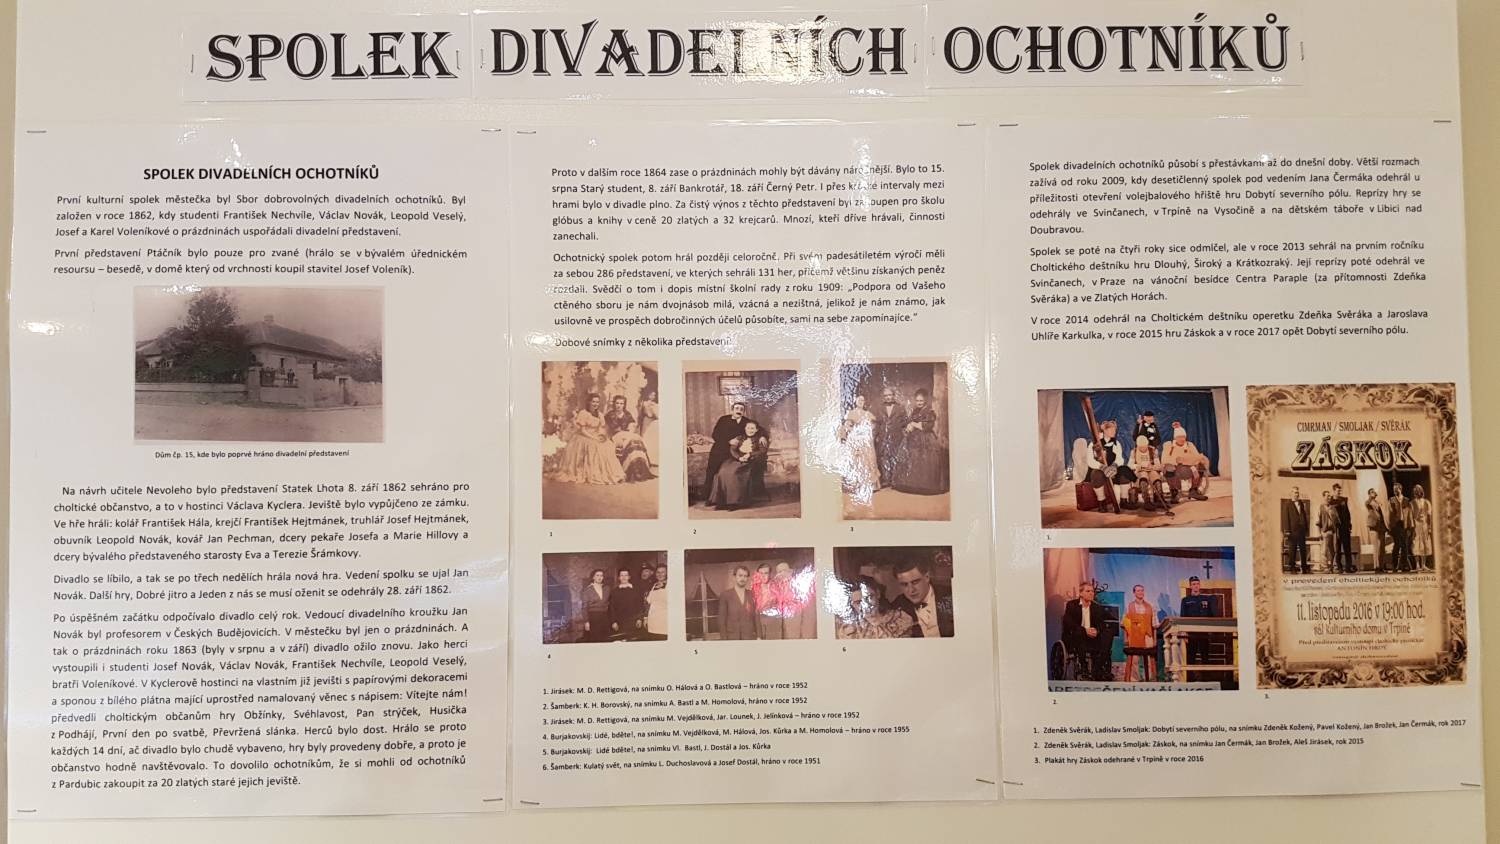 SPOLEK DIVADELNÍCH OCHOTNÍKŮ
SPOLEK DIVADELNÍCH OCHOTNÍKŮ
První kulturní spolek městečka byl Sbor dobrovolných divadelních ochotníků. Byl
založen v roce 1862, kdy studenti František Nechvíle, Václav Novák, Leopold Veselý,
Josef a Karel Voleníkové o prázdninách uspořádali divadelní představení.
První představení Ptáčník bylo pouze pro zvané (hrálo se v bývalém úřednickém
resoursu – besedě, v domě který od vrchnosti koupil stavitel Josef Voleník).
Dům čp. 15, kde bylo poprvé hráno divadelní představení
Na návrh učitele Nevoleho bylo představení Statek Lhota 8. září 1862 sehráno pro
choltické občanstvo, a to v hostinci Václava Kyclera. Jeviště bylo vypůjčeno ze zámku.
Ve hře hráli: kolář František Hála, krejčí František Hejtmánek, truhlář Josef Hejtmánek,
obuvník Leopold Novák, kovář Jan Pechman, dcery pekaře Josefa a Marie Hillovy a
dcery bývalého představeného starosty Eva a Terezie Šrámkovy.
Divadlo se líbilo, a tak se po třech nedělích hrála nová hra. Vedení spolku se ujal Jan
Novák. Další hry, Dobré jitro a Jeden z nás se musí oženit se odehrály 28. září 1862.
Po úspěšném začátku odpočívalo divadlo celý rok. Vedoucí divadelního kroužku Jan
Novák byl profesorem v Českých Budějovicích. V městečku byl jen o prázdninách. A
tak o prázdninách roku 1863 (byly v srpnu a v září) divadlo ožilo znovu. Jako herci
vystoupili i studenti Josef Novák, Václav Novák, František Nechvíle, Leopold Veselý,
bratři Voleníkové. V Kyclerově hostinci na vlastním již jevišti s papírovými dekoracemi
a sponou z bílého plátna mající uprostřed namalovaný věnec s nápisem: Vítejte nám!
předvedli choltickým občanům hry Obžínky, Svéhlavost, Pan strýček, Husička
z Podhájí, První den po svatbě, Převržená slánka. Herců bylo dost. Hrálo se proto
každých 14 dní, ač divadlo bylo chudě vybaveno, hry byly provedeny dobře, a proto je
občanstvo hodně navštěvovalo. To dovolilo ochotníkům, že si mohli od ochotníků
z Pardubic zakoupit za 20 zlatých staré jejich jeviště.
Proto v dalším roce 1864 zase o prázdninách mohly být dávány náročnější. Bylo to 15.
srpna Starý student, 8. září Bankrotář, 18. září Černý Petr. I přes krátké intervaly mezi
hrami bylo v divadle plno. Za čistý výnos z těchto představení byl zakoupen pro školu
glóbus a knihy v ceně 20 zlatých a 32 krejcarů. Mnozí, kteří dříve hrávali, činnosti
zanechali.
Ochotnický spolek potom hrál později celoročně. Při svém padesátiletém výročí měli
za sebou 286 představení, ve kterých sehráli 131 her, přičemž většinu získaných peněz
rozdali. Svědčí o tom i dopis místní školní rady z roku 1909: „Podpora od Vašeho
ctěného sboru je nám dvojnásob milá, vzácná a nezištná, jelikož je nám známo, jak
usilovně ve prospěch dobročinných účelů působíte, sami na sebe zapomínajíce.“
Dobové snímky z několika představení:
1
2
3
4
5
6
1. Jirásek: M. D. Rettigová, na snímku O. Hálová a O. Bastlová – hráno v roce 1952
2. Šamberk: K. H. Borovský, na snímku A. Bastl a M. Homolová, hráno v roce 1952
3. Jirásek: M. D. Rettigová, na snímku M. Vejdělková, Jar. Lounek, J. Jelínková – hráno v roce 1952
4. Burjakovskij: Lidé, bděte!, na snímku M. Vejdělková, M. Hálová, Jos. Kůrka a M. Homolová – hráno v roce 1955
5. Burjakovskij: Lidé bděte!, na snímku Vl. Bastl, J. Dostál a Jos. Kůrka
6. Šamberk: Kulatý svět, na snímku L. Duchoslavová a Josef Dostál, hráno v roce 1951
Spolek divadelních ochotníků působí s přestávkami až do dnešní doby. Větší rozmach
zažívá od roku 2009, kdy desetičlenný spolek pod vedením Jana Čermáka odehrál u
příležitosti otevření volejbalového hřiště hru Dobytí severního pólu. Reprízy hry se
odehrály ve Svinčanech, v Trpíně na Vysočině a na dětském táboře v Libici nad
Doubravou.
Spolek se poté na čtyři roky sice odmlčel, ale v roce 2013 sehrál na prvním ročníku
Choltického deštníku hru Dlouhý, Široký a Krátkozraký. Její reprízy poté odehrál ve
Svinčanech, v Praze na vánoční besídce Centra Paraple (za přítomnosti Zdeňka
Svěráka) a ve Zlatých Horách.
V roce 2014 odehrál na Choltickém deštníku operetku Zdeňka Svěráka a Jaroslava
Uhlíře Karkulka, v roce 2015 hru Záskok a v roce 2017 opět Dobytí severního pólu.
1.
2.
CIMRMAN / SMOLJAK / SVĚRÁK
ZÁSKOK
v provedení choltických ochotníků
11. listopadu 2016 v 19:00 hod.
sál Kulturního domu v Trpíně
3.
1. Zdeněk Svěrák, Ladislav Smoljak: Dobytí severního pólu, na snímku Zdeněk Kožený, Pavel Kožený, Jan Brožek, Jan Čermák, rok 2017
2. Zdeněk Svěrák, Ladislav Smoljak: Záskok, na snímku Jan Čermák, Jan Brožek, Aleš Jirásek, rok 2015
3. Plakát hry Záskok odehrané v Trpíně v roce 2016